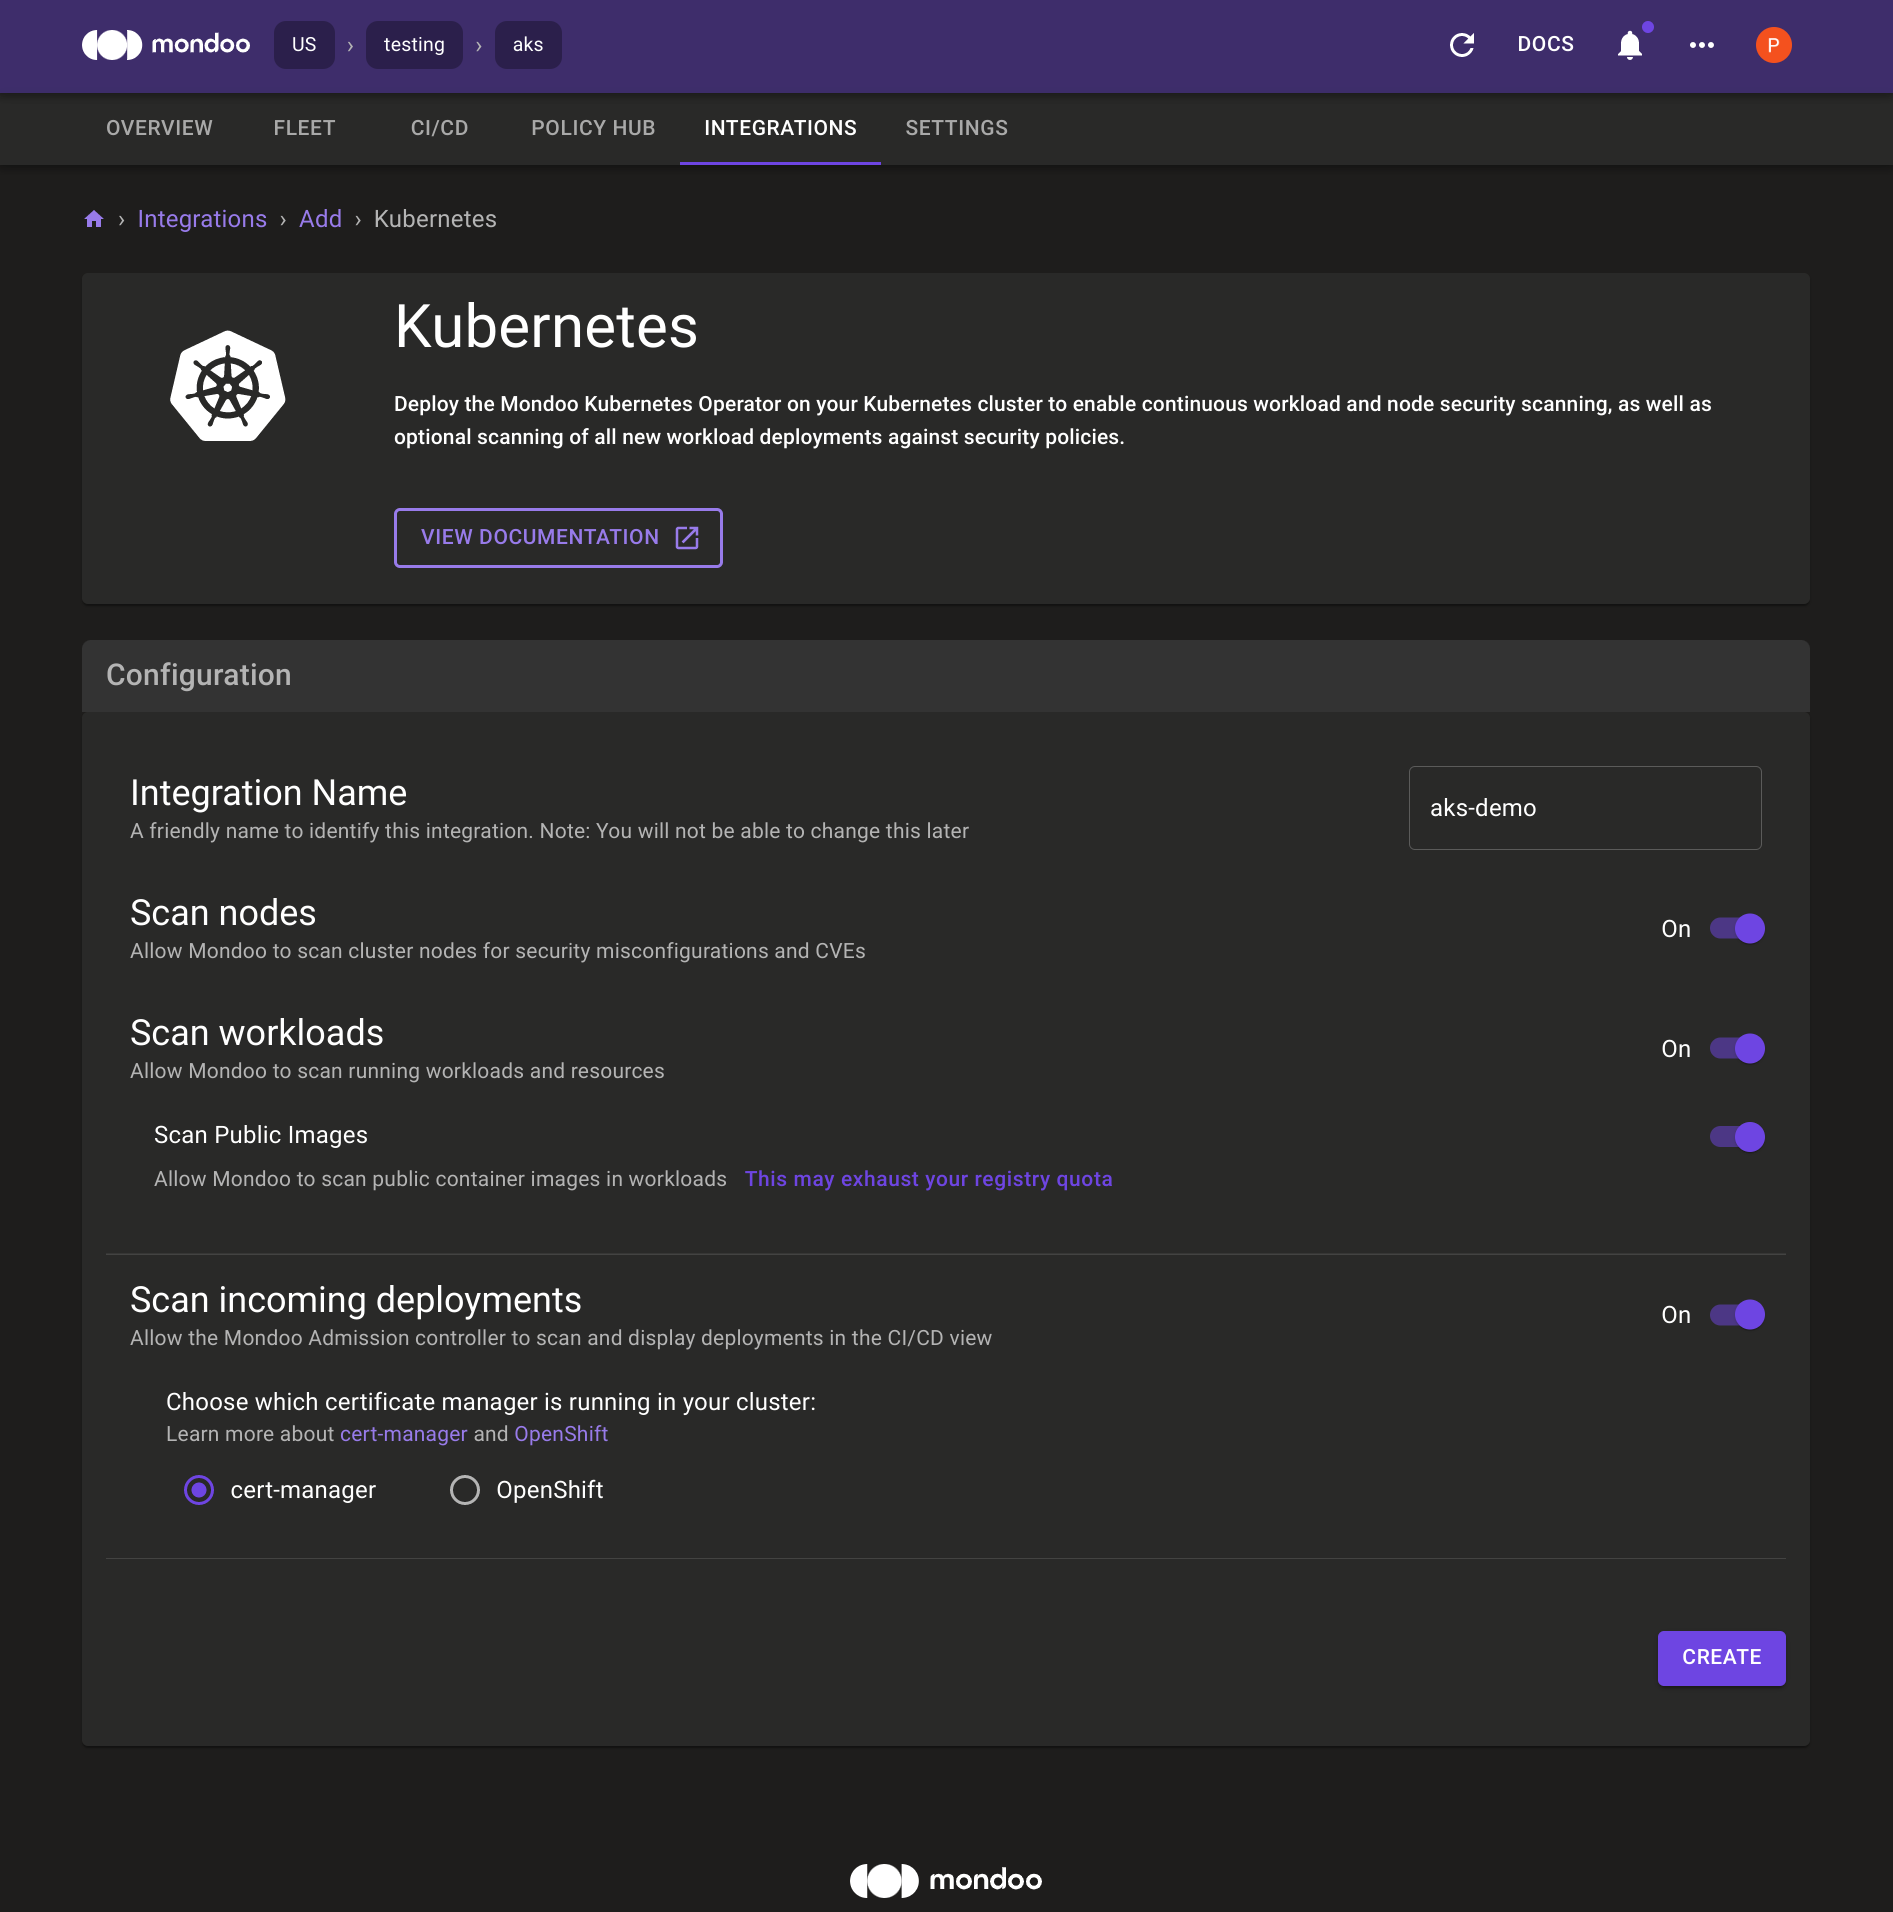 mondoo US › testing › aks DOCS P
OVERVIEW FLEET CI/CD POLICY HUB INTEGRATIONS SETTINGS
› Integrations › Add › Kubernetes
Kubernetes
Deploy the Mondoo Kubernetes Operator on your Kubernetes cluster to enable continuous workload and node security scanning, as well as
optional scanning of all new workload deployments against security policies.
VIEW DOCUMENTATION
Configuration
Integration Name
A friendly name to identify this integration. Note: You will not be able to change this later
aks-demo
Scan nodes
Allow Mondoo to scan cluster nodes for security misconfigurations and CVEs
On
Scan workloads
Allow Mondoo to scan running workloads and resources
On
Scan Public Images
Allow Mondoo to scan public container images in workloads This may exhaust your registry quota
Scan incoming deployments
Allow the Mondoo Admission controller to scan and display deployments in the CI/CD view
On
Choose which certificate manager is running in your cluster:
Learn more about cert-manager and OpenShift
cert-manager OpenShift
CREATE
mondoo